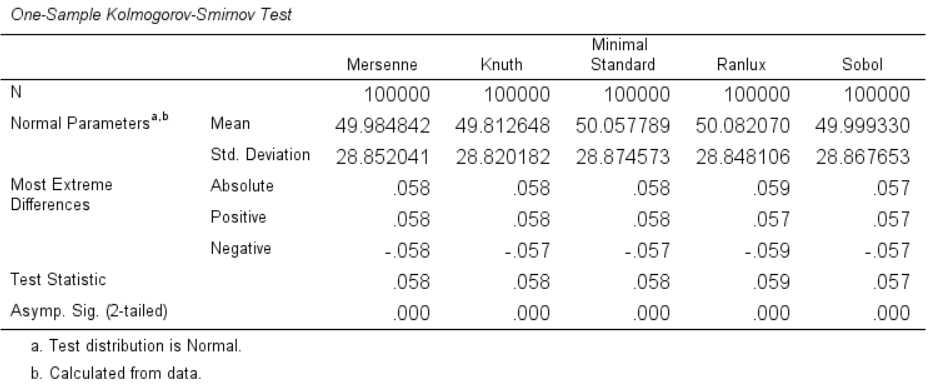 One-Sample Kolmogorov-Smirnov Test
Mersenne Knuth Minimal Standard Ranlux Sobol
N 100000 100000 100000 100000 100000
Normal Parametersa,b Mean 49.984842 49.812648 50.057789 50.082070 49.999330
Std. Deviation 28.852041 28.820182 28.874573 28.848106 28.867653
Most Extreme Differences Absolute .058 .058 .058 .059 .057
Positive .058 .058 .058 .057 .057
Negative -.058 -.057 -.057 -.059 -.057
Test Statistic .058 .058 .058 .059 .057
Asymp. Sig. (2-tailed) .000 .000 .000 .000 .000
a. Test distribution is Normal.
b. Calculated from data.